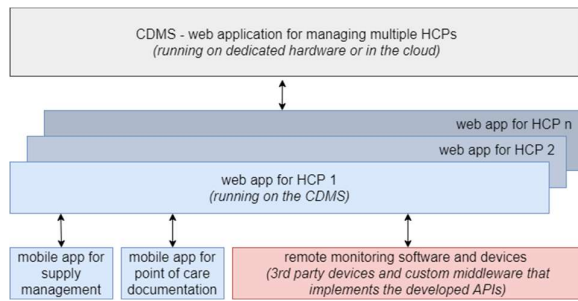 CDMS - web application for managing multiple HCPs
(running on dedicated hardware or in the cloud)
web app for HCP n
web app for HCP 2
web app for HCP 1
(running on the CDMS)
mobile app for
supply
management
mobile app for
point of care
documentation
remote monitoring software and devices
(3rd party devices and custom middleware that
implements the developed APIs)